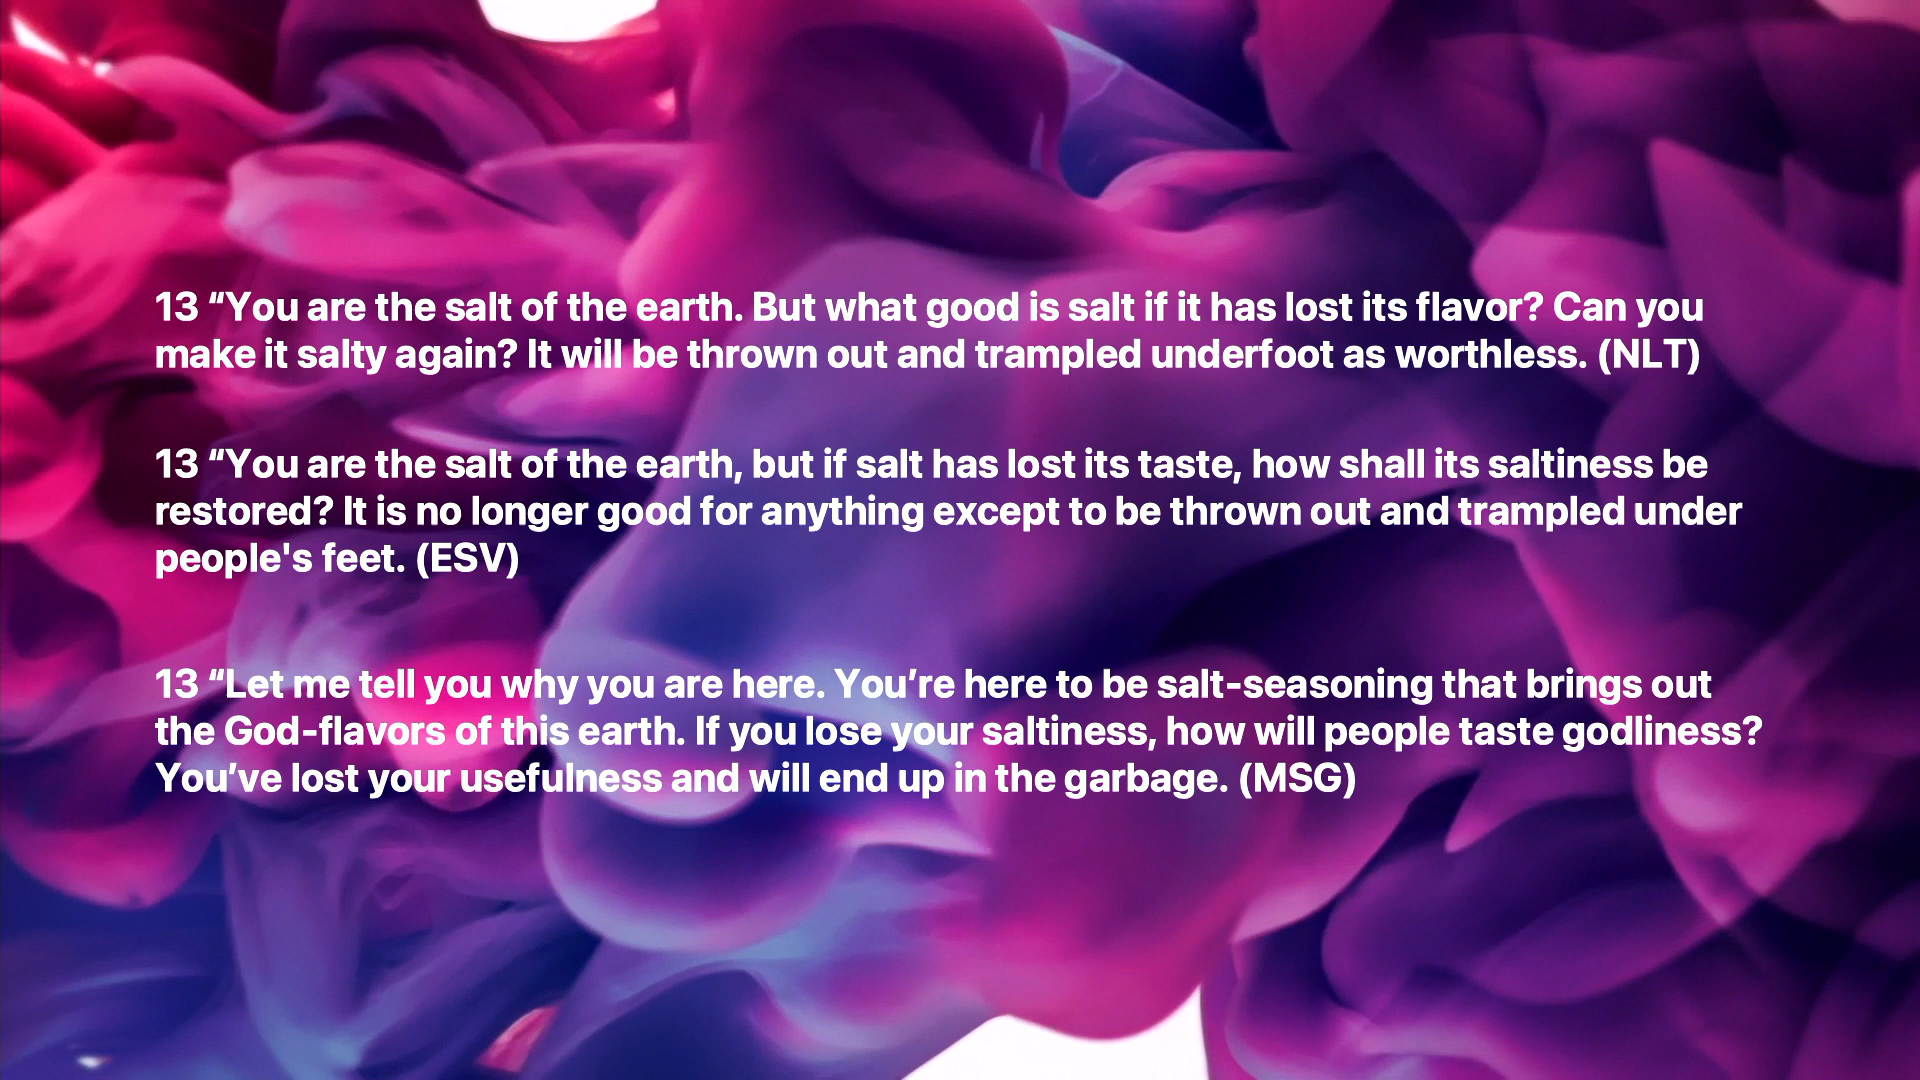 13 “You are the salt of the earth. But what good is salt if it has lost its flavor? Can you
make it salty again? It will be thrown out and trampled underfoot as worthless. (NLT)
13 “You are the salt of the earth, but if salt has lost its taste, how shall its saltiness be
restored? It is no longer good for anything except to be thrown out and trampled under
people's feet. (ESV)
13 “Let me tell you why you are here. You’re here to be salt-seasoning that brings out
the God-flavors of this earth. If you lose your saltiness, how will people taste godliness?
You’ve lost your usefulness and will end up in the garbage. (MSG)